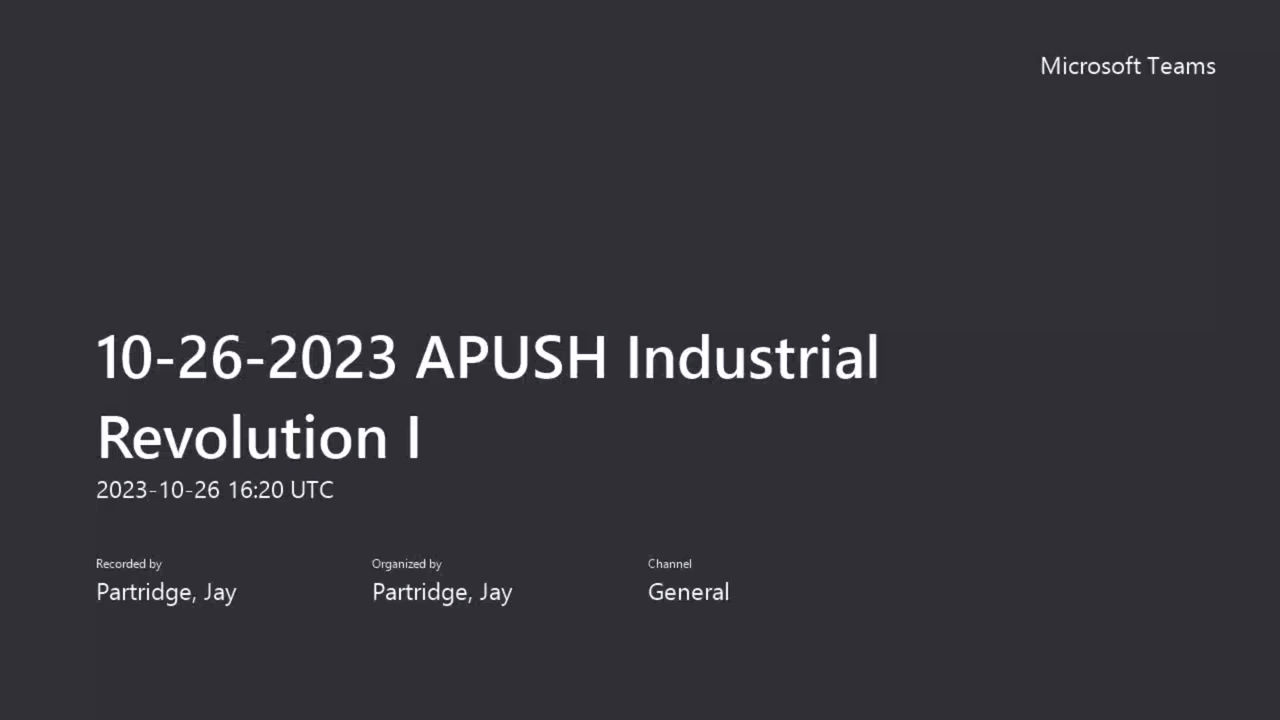 Microsoft Teams
10-26-2023 APUSH Industrial
Revolution I
2023-10-26 16:20 UTC
Recorded by
Partridge, Jay
Organized by
Partridge, Jay
Channel
General